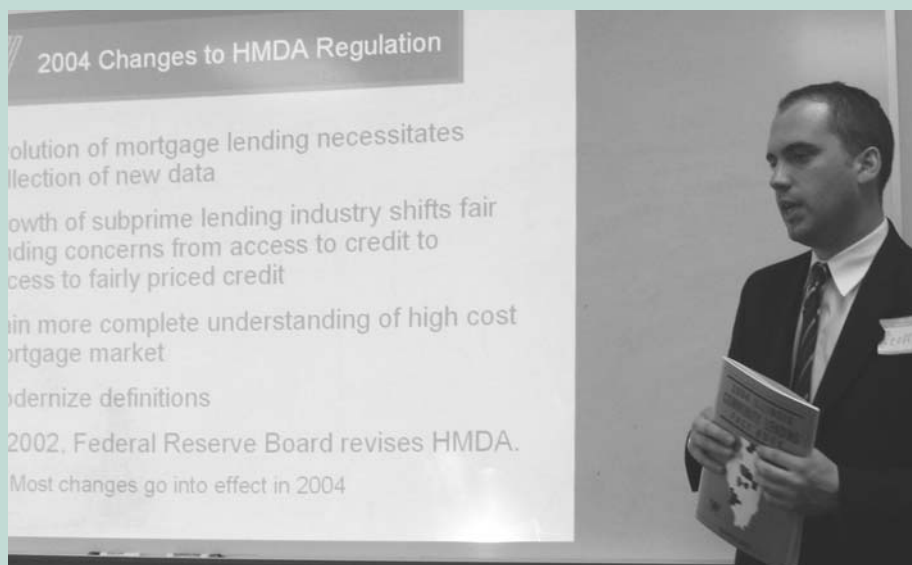 2004 Changes to HMDA Regulation
olution of mortgage lending necessitates
llection of new data
owth of subprime lending industry shifts fair
nding concerns from access to credit to
cess to fairly priced credit
ain more complete understanding of high cost
ortgage market
odernize definitions
2002, Federal Reserve Board revises HMDA.
Most changes go into effect in 2004